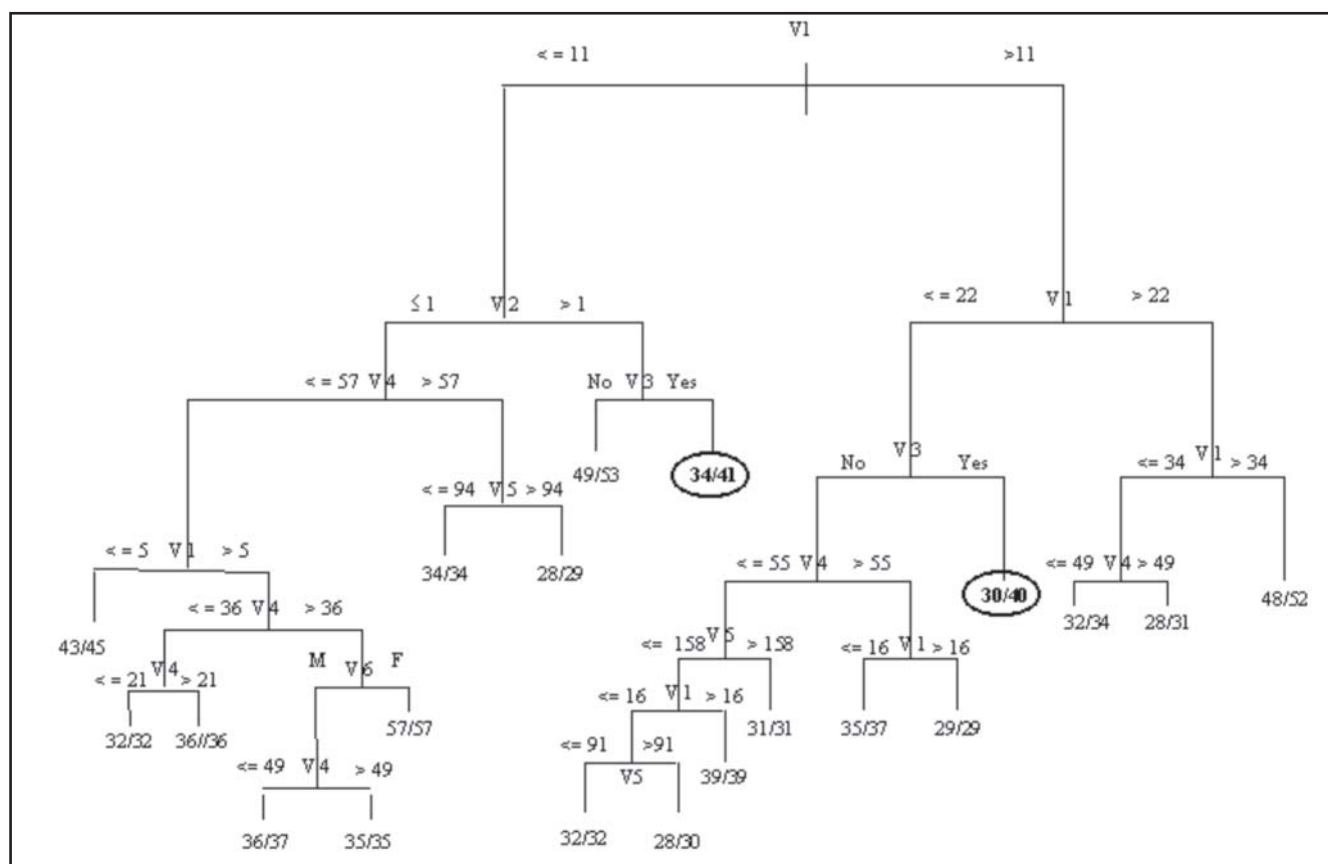 V1
< = 11 >11
≤ 1 V2 > 1 < = 22 V1 > 22
< = 57 V4 > 57 No V3 Yes
49/53 34/41 No V3 Yes <= 34 V1 > 34
< = 94 V5 > 94
< = 5 V1 > 5 34/34 28/29 < = 55 V4 > 55 30/40 <= 49 V4 > 49
< = 36 V4 > 36 32/34 28/31 48/52
43/45 <= 158 V5 > 158 <= 16 V1 > 16
V4 M V6 F
<= 21 > 21 <= 16 V1 > 16
32/32 36//36 57/57 31/31 35/37 29/29
<= 49 V4 > 49 <= 91 >91 39/39
V5
36/37 35/35 32/32 28/30